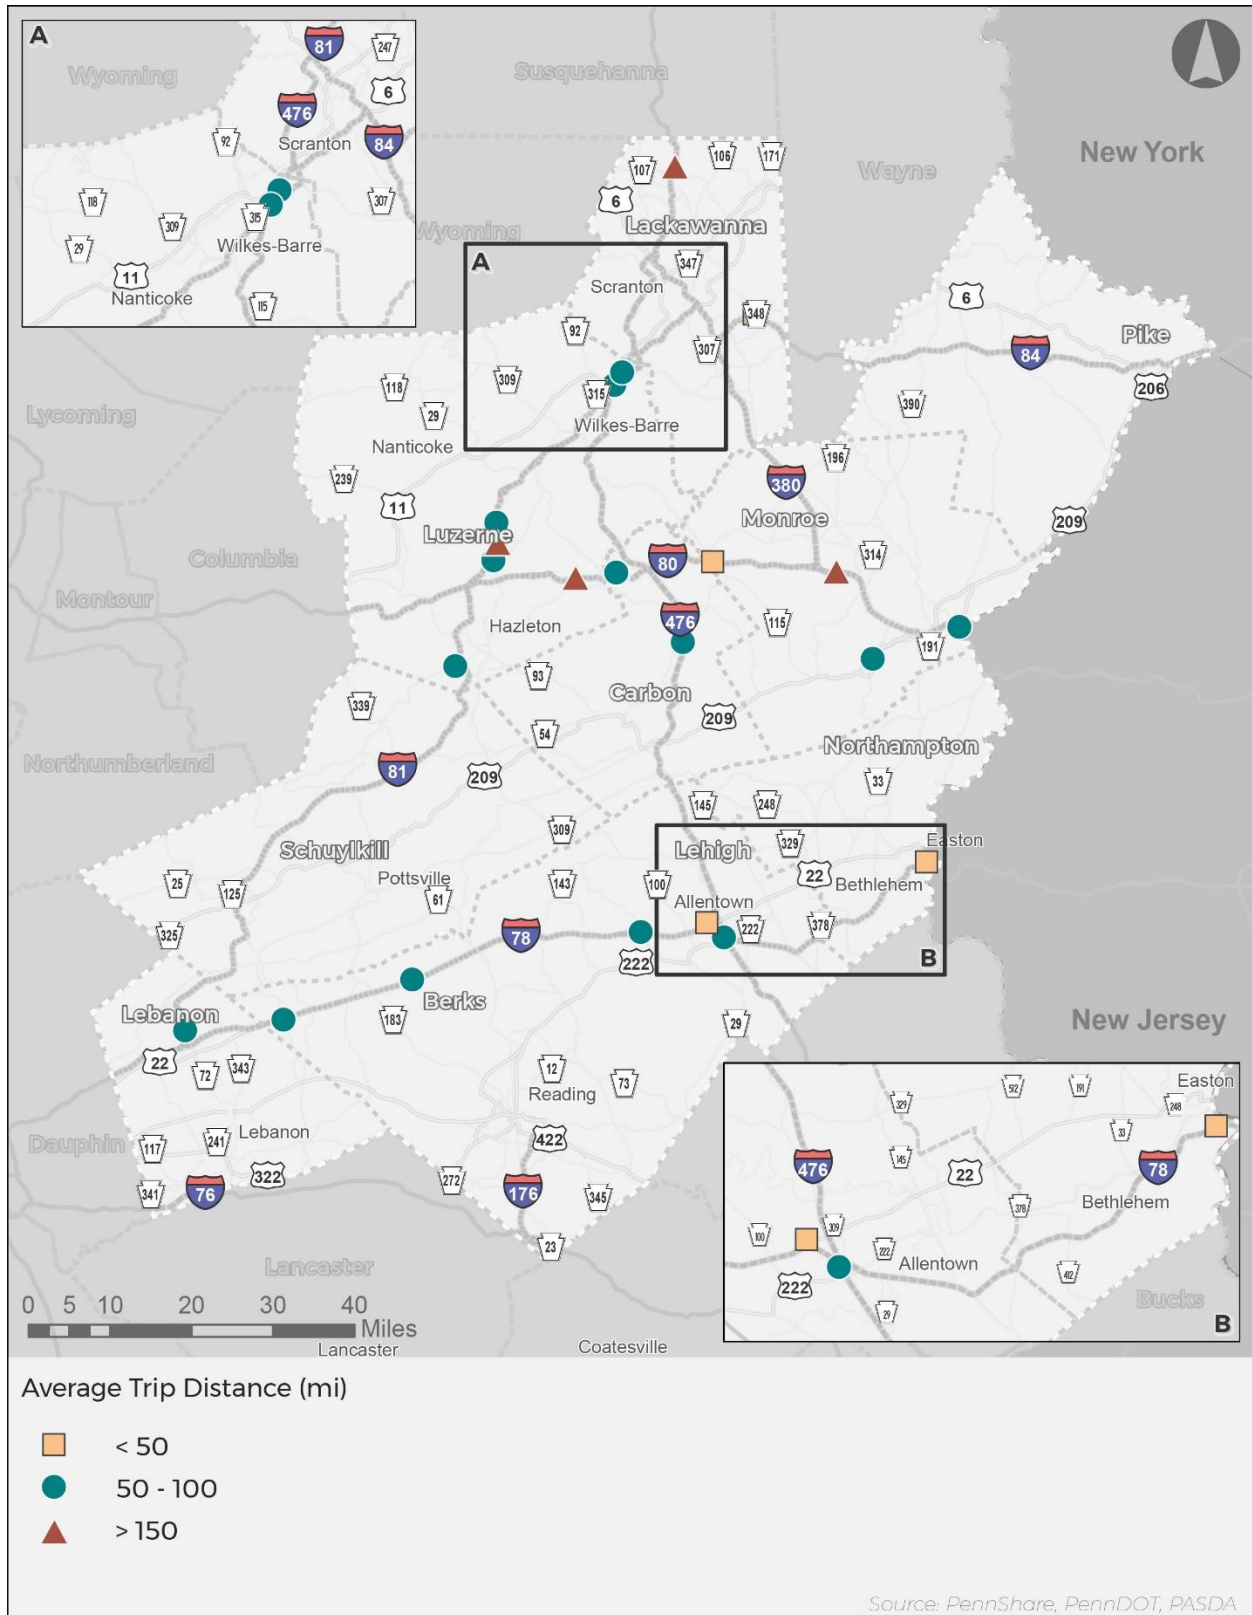 A
Wyoming
81
247
6
476
Scranton
92
84
118
307
309
315
29
Wilkes-Barre
11
Nanticoke
115
Susquehanna
New York
Wayne
107
106
171
6
Lackawanna
Wyoming
A
347
Scranton
6
348
92
307
Pike
84
206
309
118
315
390
29
Wilkes-Barre
Lycoming
Nanticoke
196
239
380
11
Monroe
209
Luzerne
Columbia
80
314
Montour
476
115
Hazleton
191
93
Carbon
339
209
54
Northampton
Northumberland
81
209
33
145
248
309
329
Easton
Schuylkill
Lehigh
22
Pottsville
25
125
143
100
Bethlehem
61
Allentown
325
78
222
378
222
B
Berks
Lebanon
183
29
New Jersey
22
72
343
12
73
Reading
Dauphin
117
241
Lebanon
422
322
341
76
272
176
345
23
Lancaster
0 5 10 20 30 40
Miles
Lancaster
Coatesville
Easton
512
191
329
248
33
145
476
22
78
378
Bethlehem
100
309
222
Allentown
412
222
29
Bucks
B
Average Trip Distance (mi)
< 50
50 - 100
> 150
Source: PennShare, PennDOT, PASDA